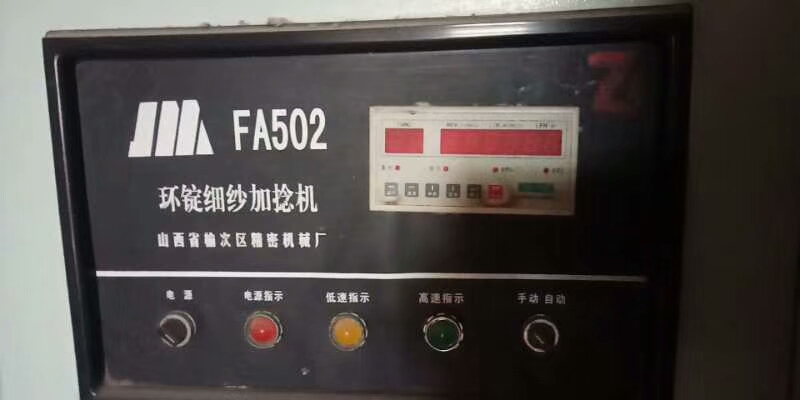 JM FA502
环锭细纱加捻机
山西省榆次区精密机械厂
电源 电源指示 低速指示 高速指示 手动 自动